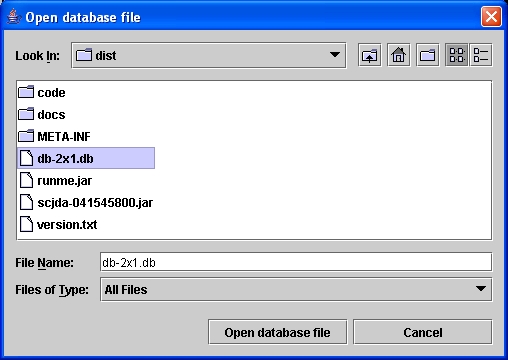 Open database file
Look In: dist
code
docs
META-INF
db-2x1.db
runme.jar
scjda-041545800.jar
version.txt
File Name: db-2x1.db
Files of Type: All Files
Open database file Cancel